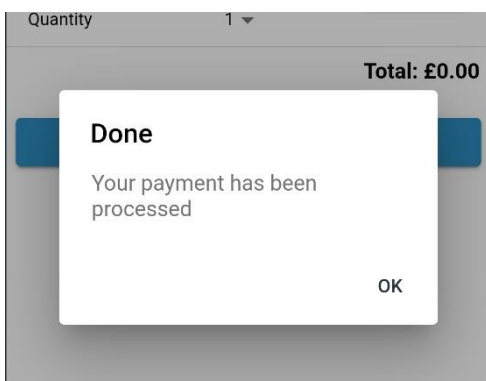 Quantity 1
Total: £0.00
Done
Your payment has been
processed
OK